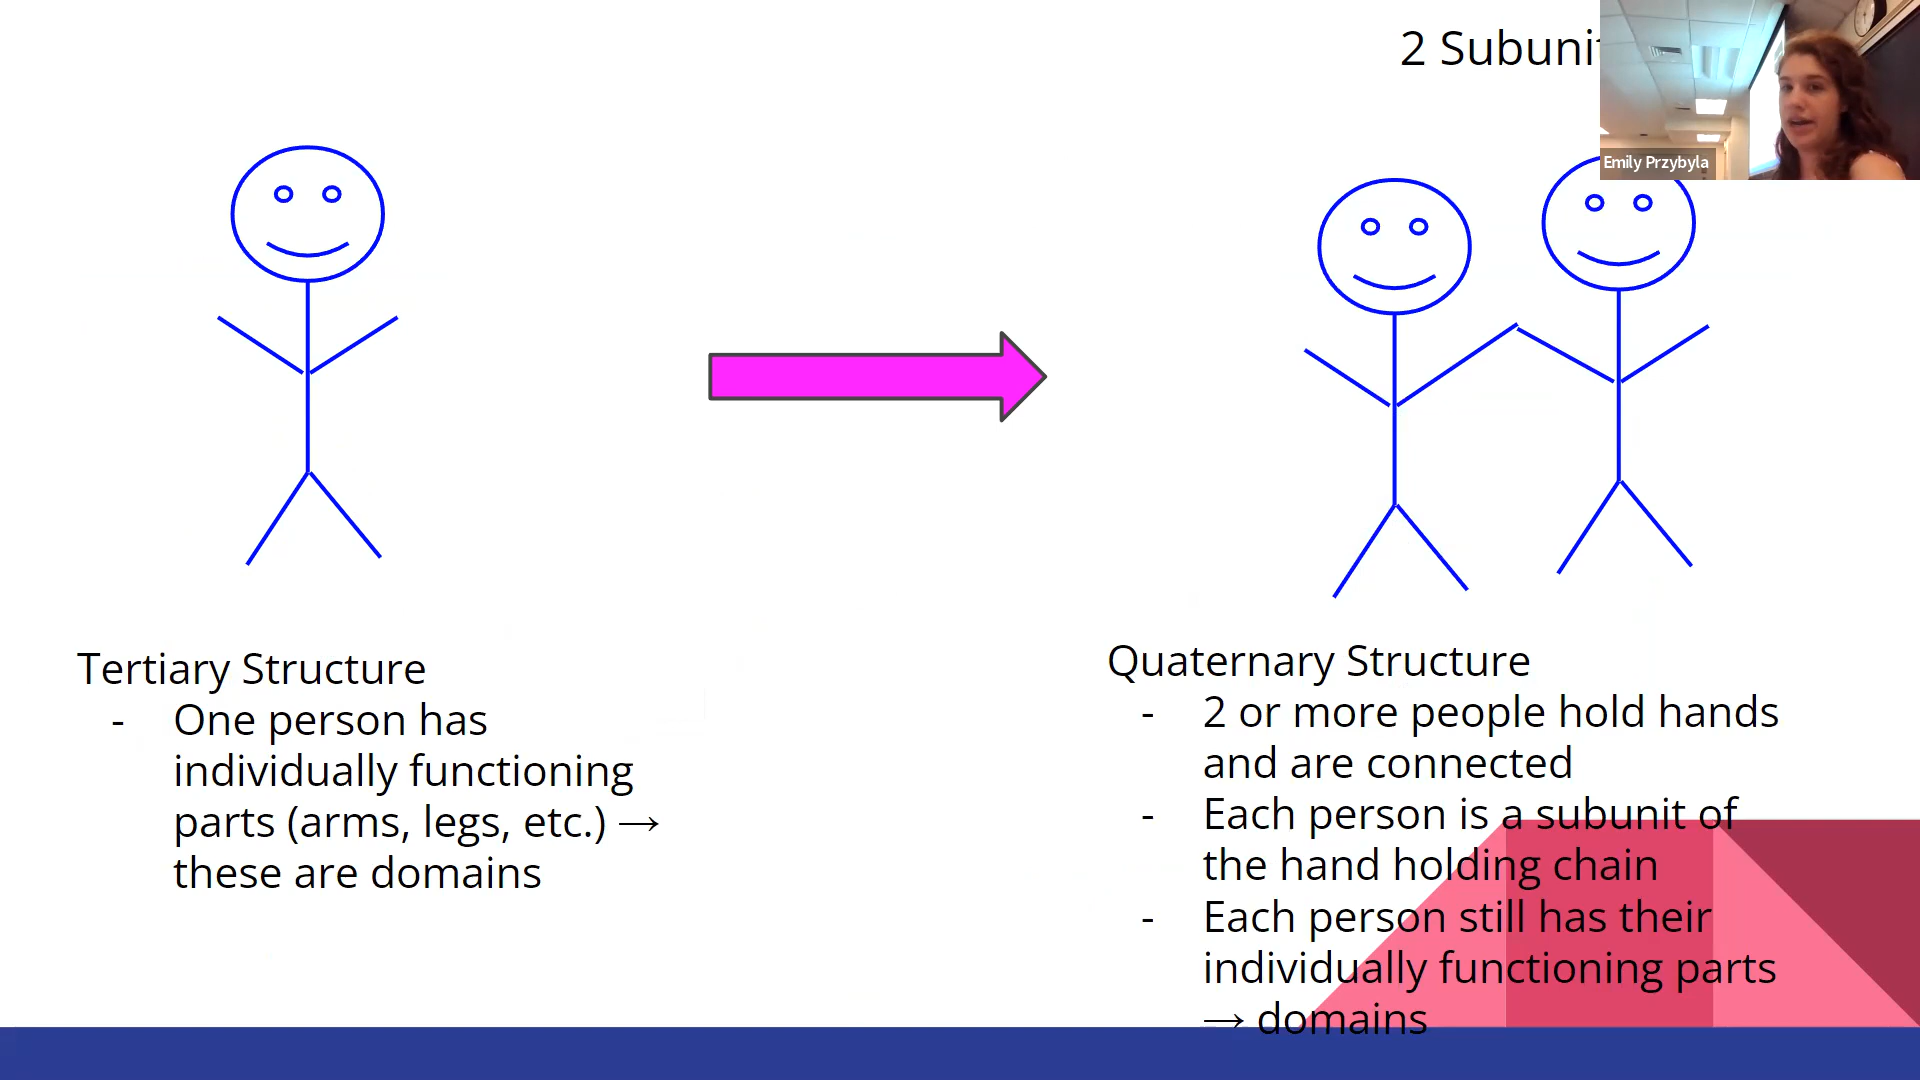 2 Subuni
Emily Przybyla
Tertiary Structure
- One person has
individually functioning
parts (arms, legs, etc.) →
these are domains
Quaternary Structure
- 2 or more people hold hands
and are connected
- Each person is a subunit of
the hand holding chain
- Each person still has their
individually functioning parts
→ domains